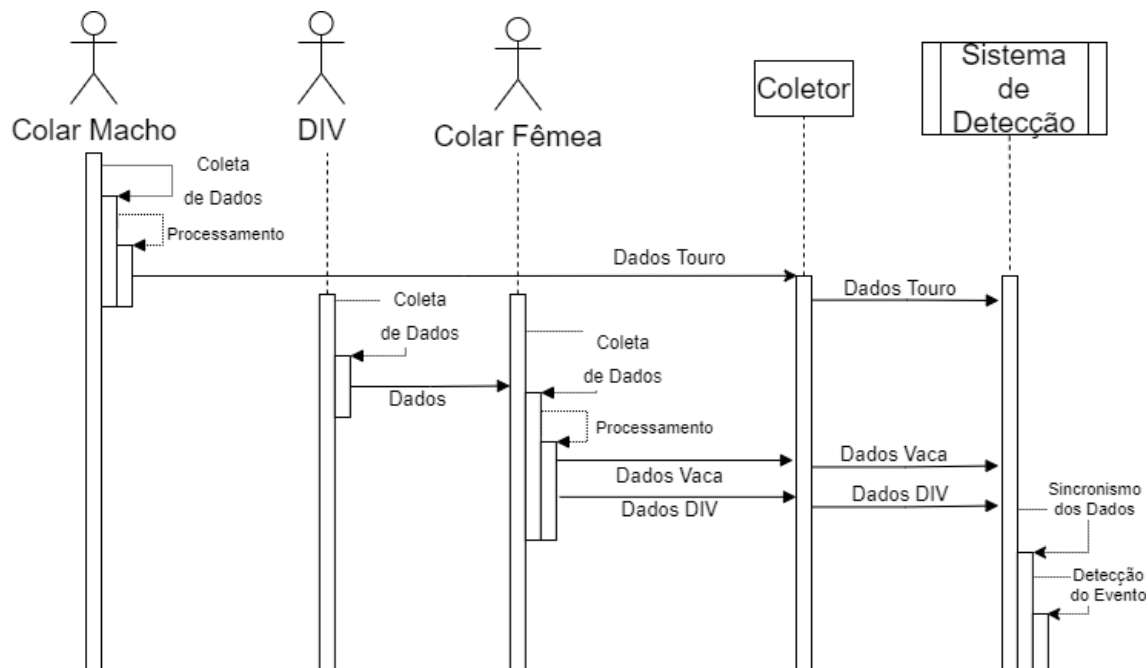 Colar Macho
DIV
Colar Fêmea
Coletor
Sistema
de
Detecção
Coleta
de Dados
Processamento
Dados Touro
Dados Touro
Coleta
de Dados
Dados
Coleta
de Dados
Processamento
Dados Vaca
Dados DIV
Dados Vaca
Dados DIV
Sincronismo
dos Dados
Detecção
do Evento